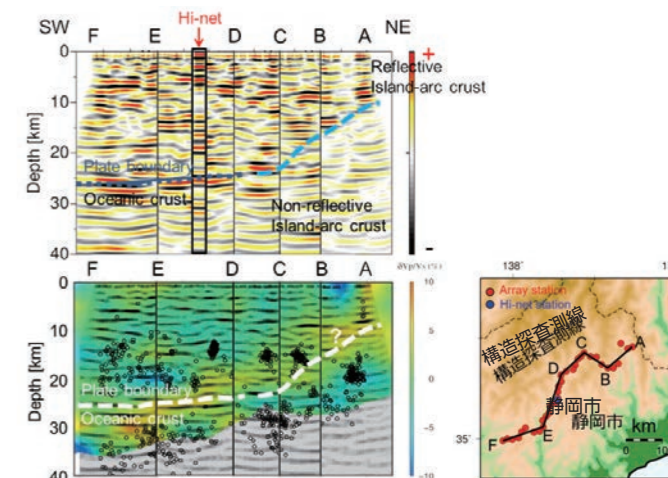 Hi-net
SW
NE
F E D C B A
0
10
20
30
40
Depth [km]
+
-
Reflective
Island-arc crust
Plate boundary
Oceanic crust
Non-reflective
Island-arc crust
F E D C B A
0
10
20
30
40
Depth [km]
?
Plate boundary
Oceanic crust
dVp/Vs (%)
10
5
0
-5
-10
138°
Array station
Hi-net station
構造探査測線
構造探査測線
A
B
C
D
E
F
静岡市
静岡市
35°
km
0